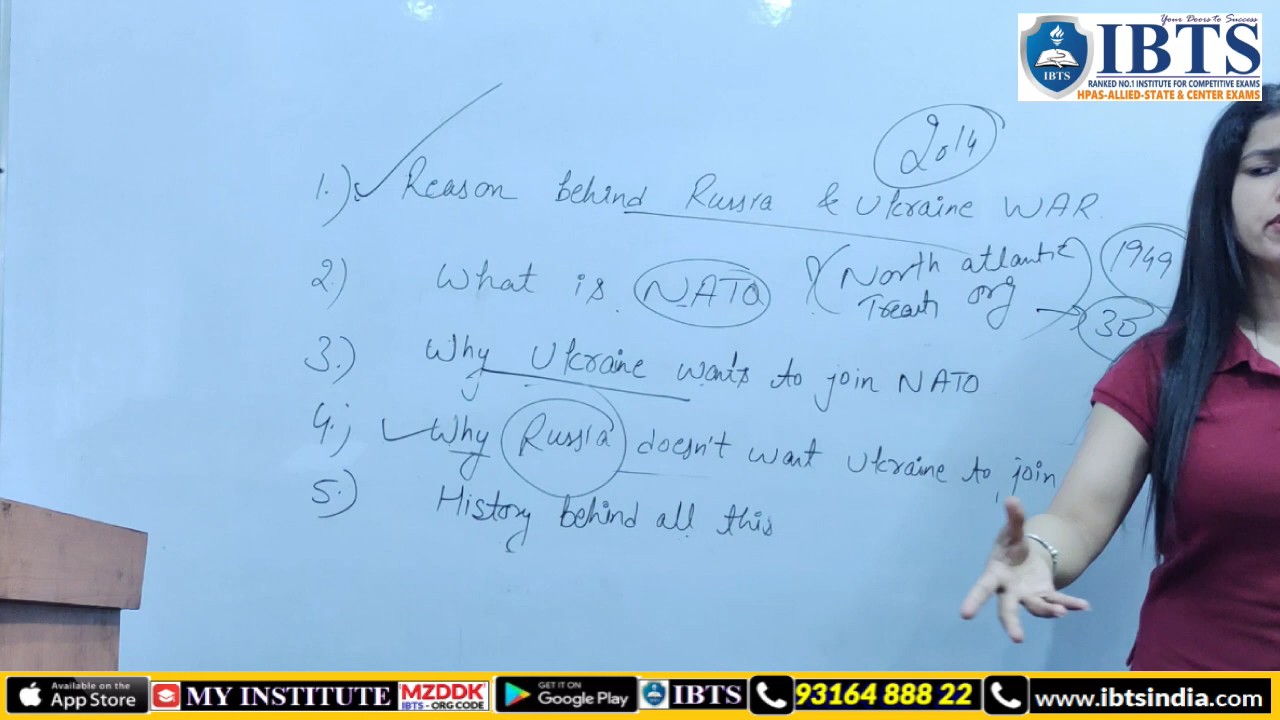 Your Doors to Success
IBTS
IBTS
RANKED NO.1 INSTITUTE FOR COMPETITIVE EXAMS
HPAS-ALLIED-STATE & CENTER EXAMS
2014
1.) Reason behind Russia & Ukraine WAR.
2) What is NATO (North atlantic
Treaty org
1949
30
3.) Why Ukraine wants to join NATO
4.) Why Russia doesn't want Ukraine to join
5.) History behind all this
Available on the
App Store
MY INSTITUTE
MZDDK
IBTS - ORG CODE
GET IT ON
Google Play
IBTS
IBTS
93164 888 22
www.ibtsindia.com